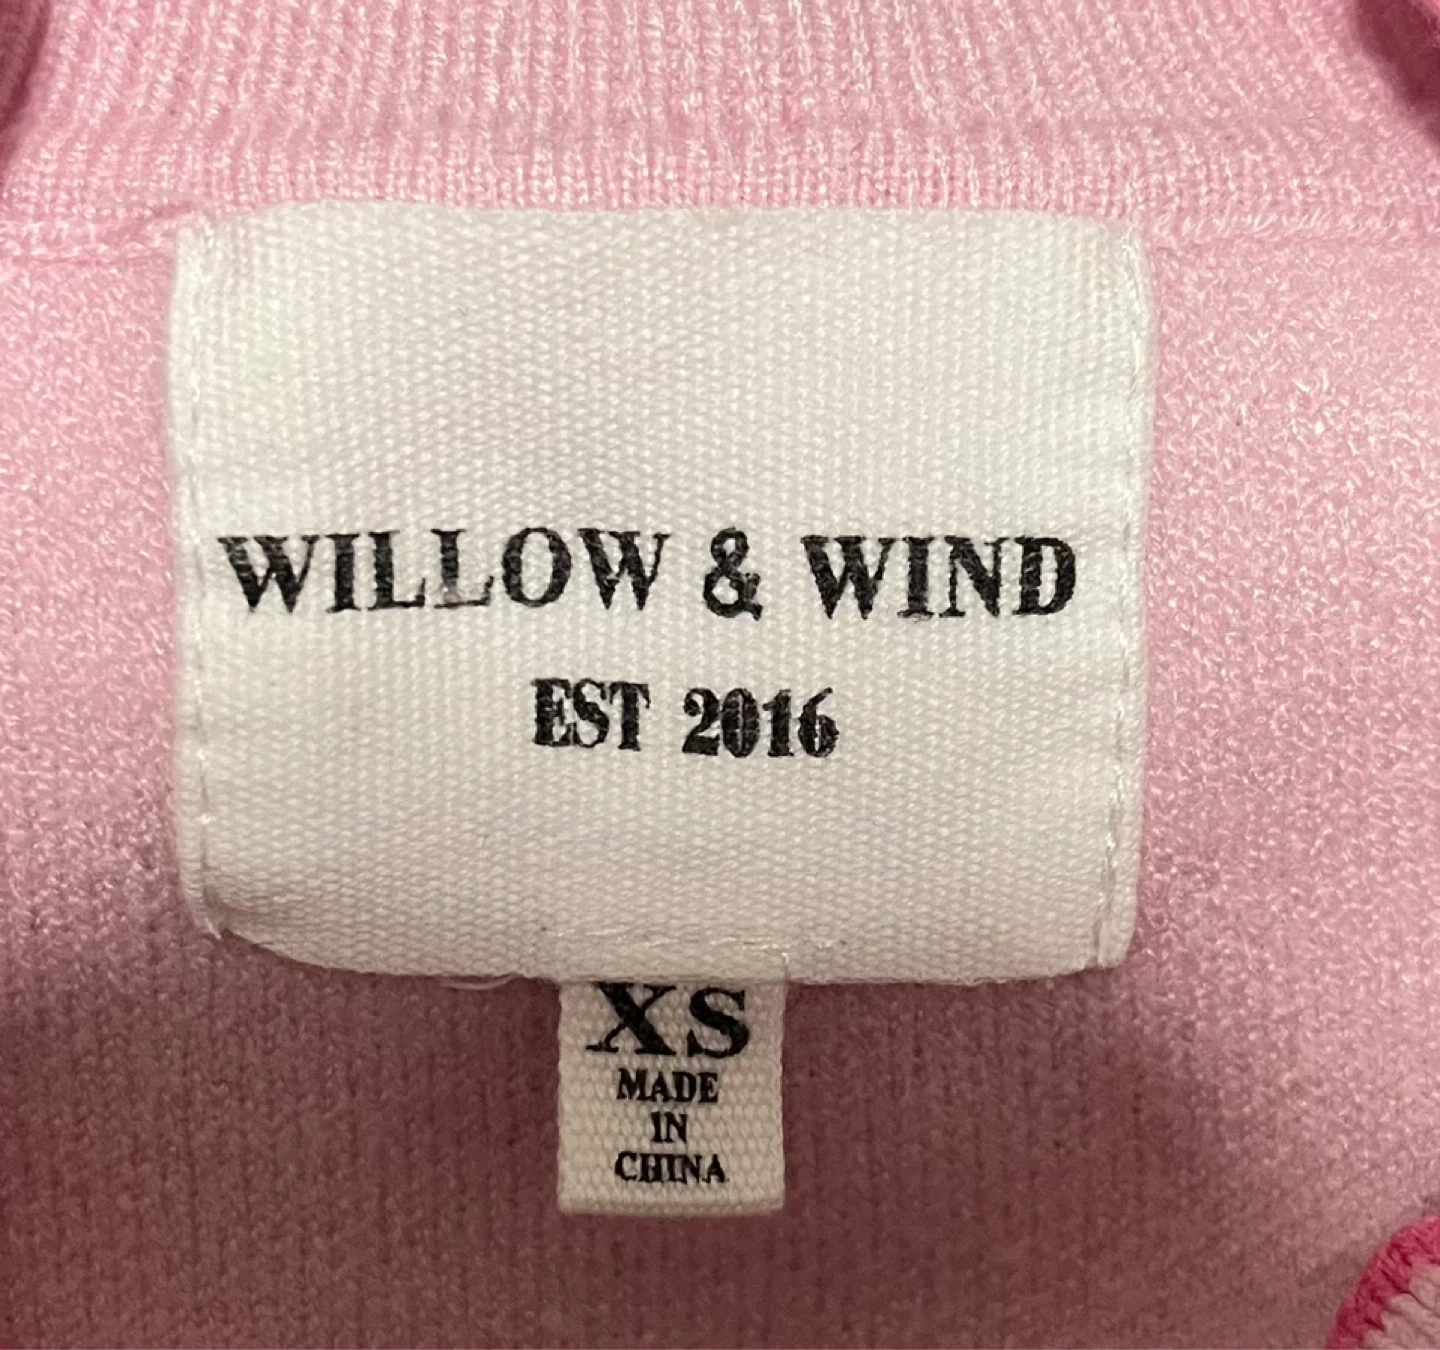 WILLOW & WIND
EST 2016
XS
MADE
IN
CHINA